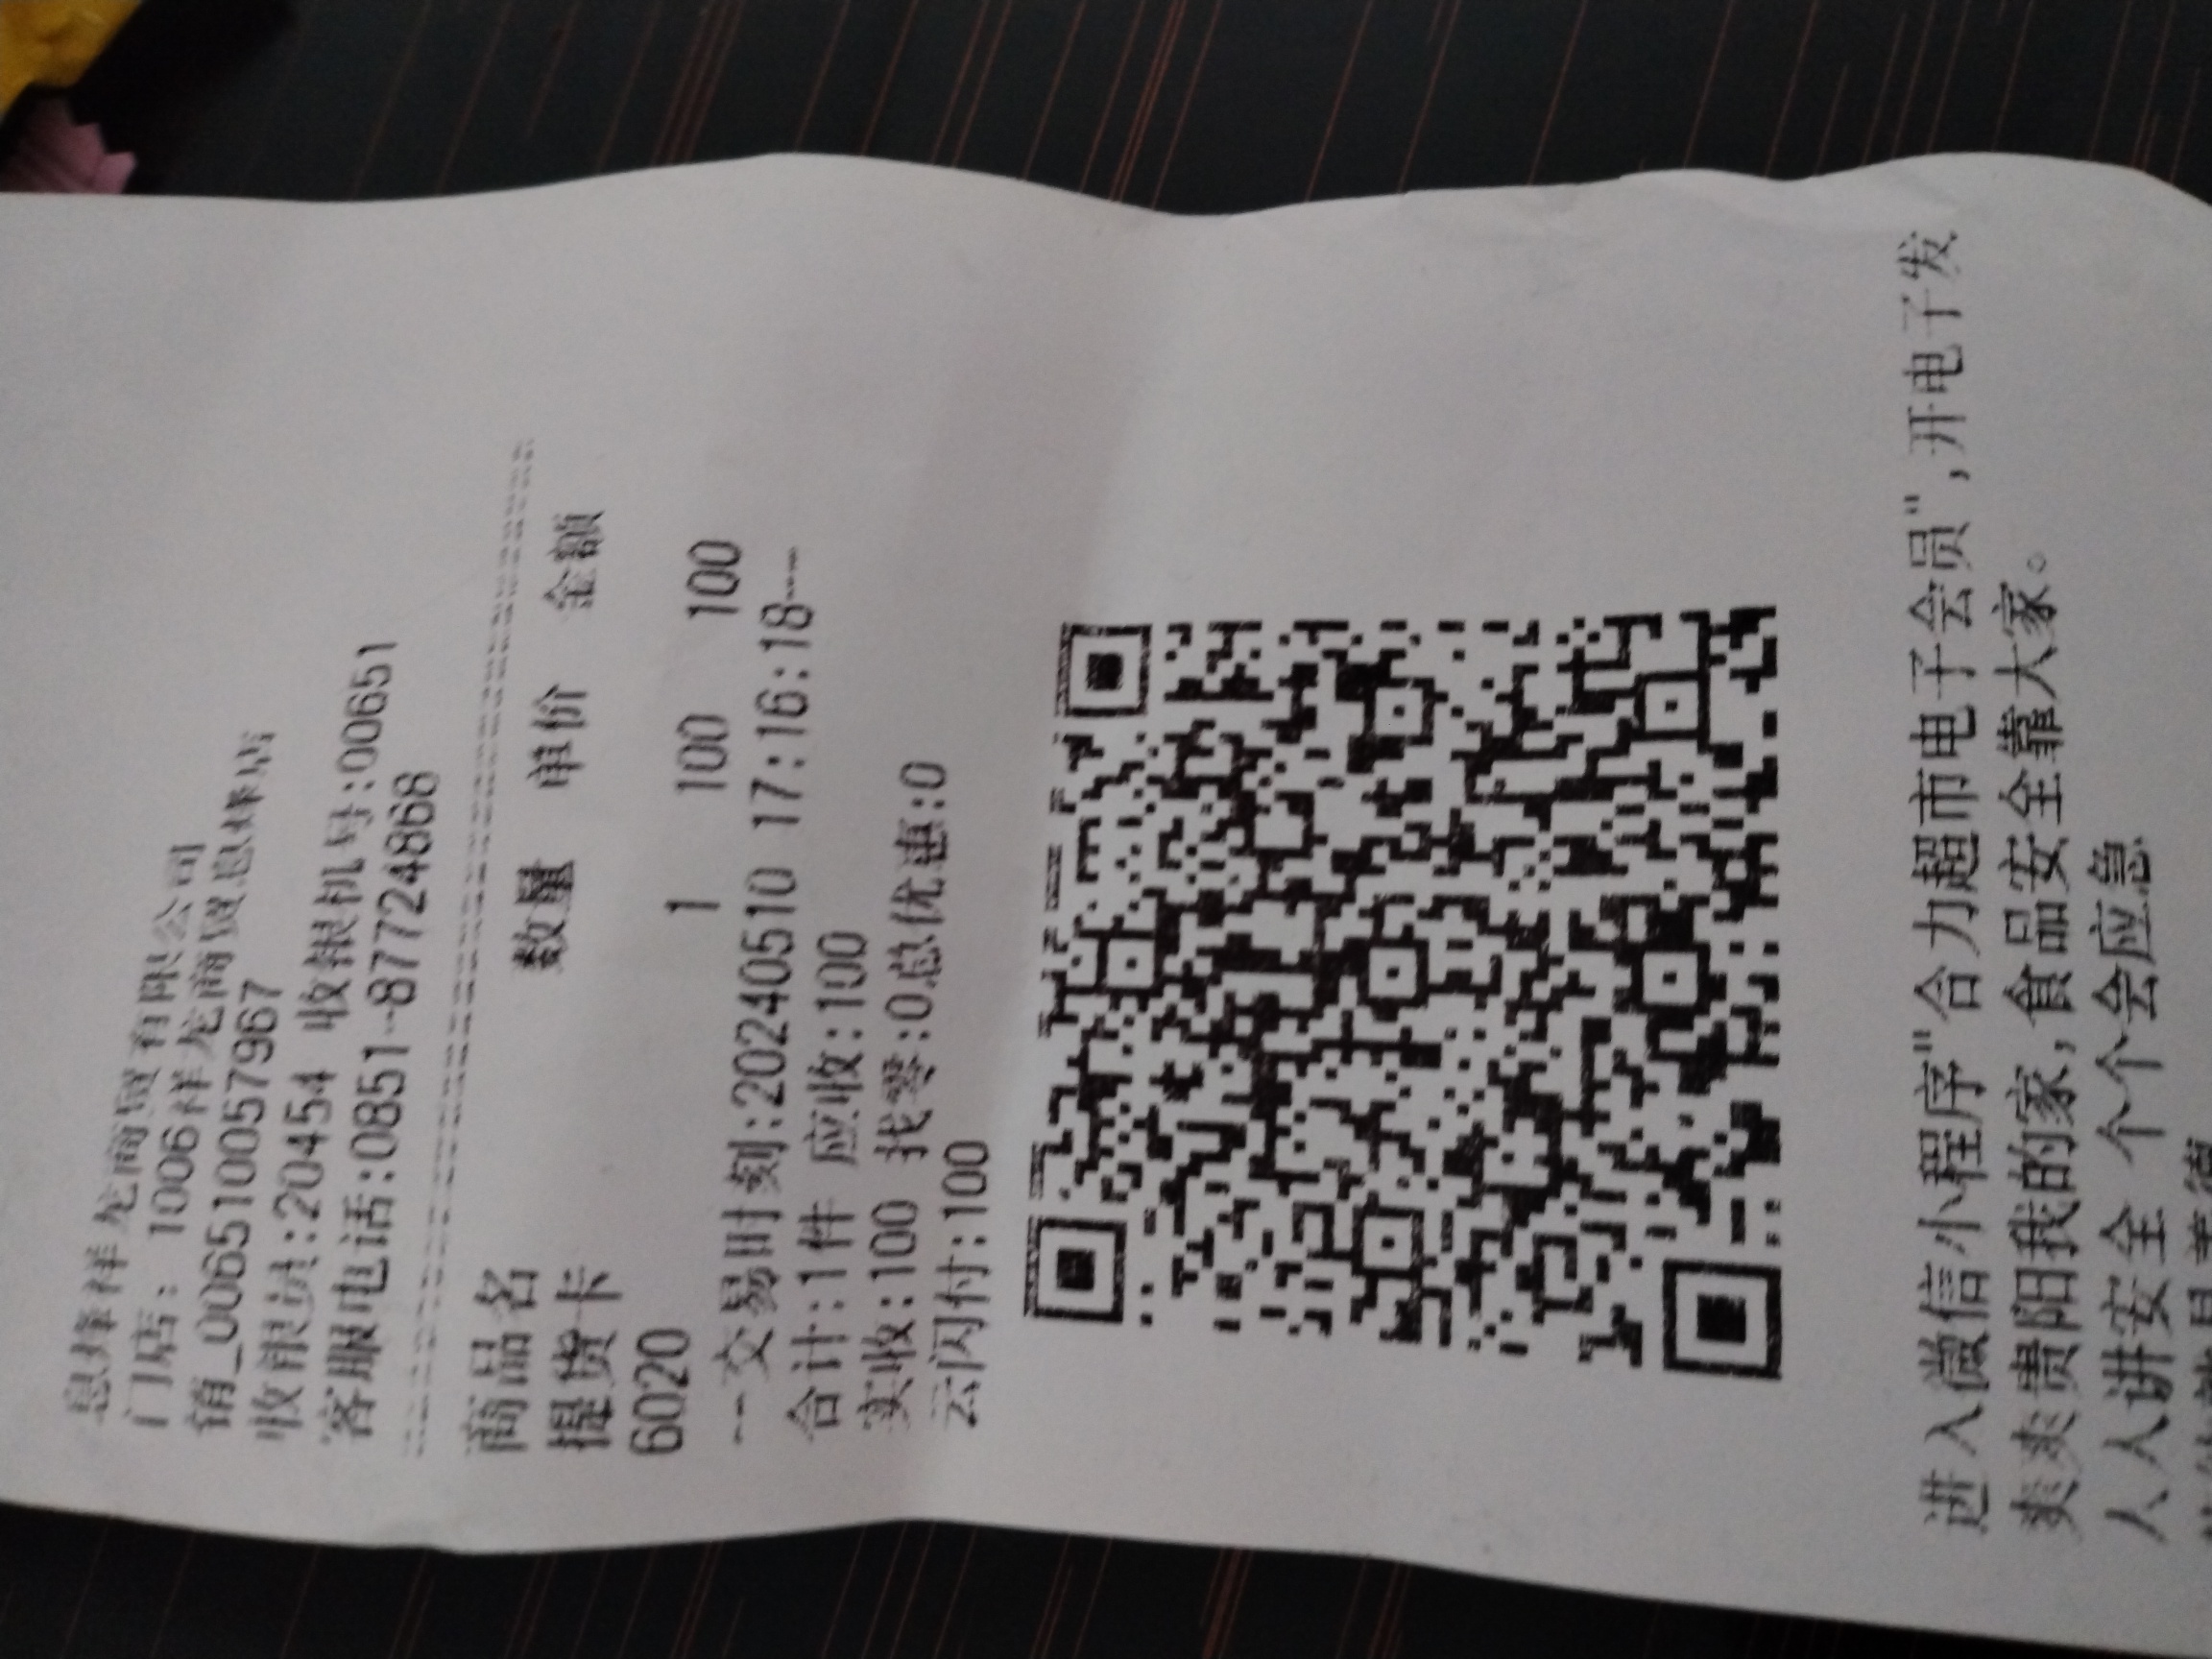 息烽祥龙商贸有限公司
门店: 1006祥龙商贸息烽店
销_0065100057967
收银员:20454 收银机号:00651
客服电话:0851-87724868
商品名 数量 单价 金额
提货卡
6020 1 100 100
--交易时刻:20240510 17:16:18----
合计:1件 应收:100
实收:100 找零:0总优惠:0
云闪付:100
进入微信小程序"合力超市电子会员",开电子发
爽爽贵阳我的家,食品安全靠大家。
人人讲安全 个个会应急